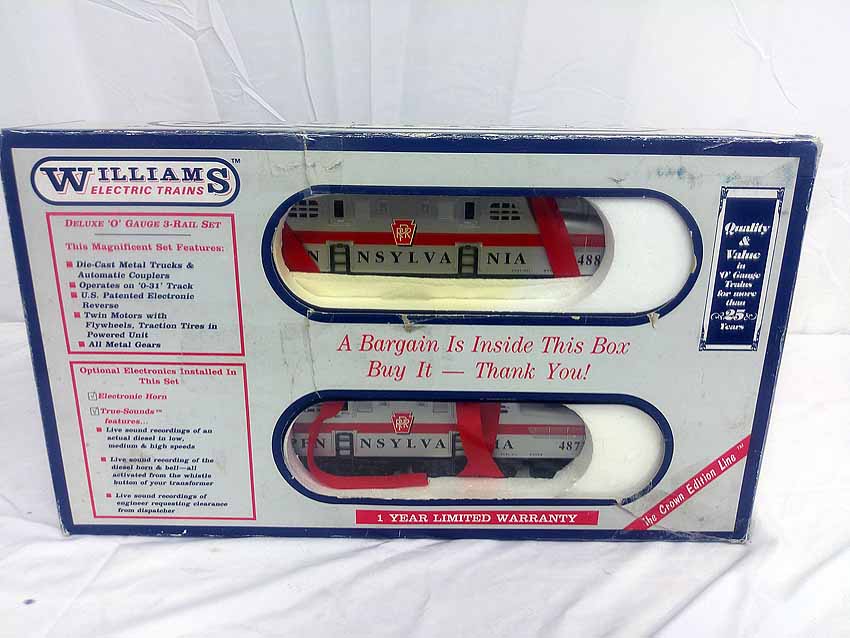 WILLIAMS™
ELECTRIC TRAINS
DELUXE 'O' GAUGE 3-RAIL SET
This Magnificent Set Features:
Die-Cast Metal Trucks &
Automatic Couplers
Operates on '0-31' Track
U.S. Patented Electronic
Reverse
Twin Motors with
Flywheels, Traction Tires in
Powered Unit
All Metal Gears
Optional Electronics Installed In
This Set
Electronic Horn
True-Sounds™
features...
Live sound recordings of an
actual diesel in low,
medium & high speeds
Live sound recording of the
diesel horn & bell—all
activated from the whistle
button of your transformer
Live sound recordings of
engineer requesting clearance
from dispatcher
PRR
N NSYLVA NIA 488
A Bargain Is Inside This Box
Buy It — Thank You!
PRR
PEN NSYLVA IA 487
1 YEAR LIMITED WARRANTY
Quality
&
Value
in
'O' Gauge
Trains
for more
than
25
Years
The Crown Edition Line™